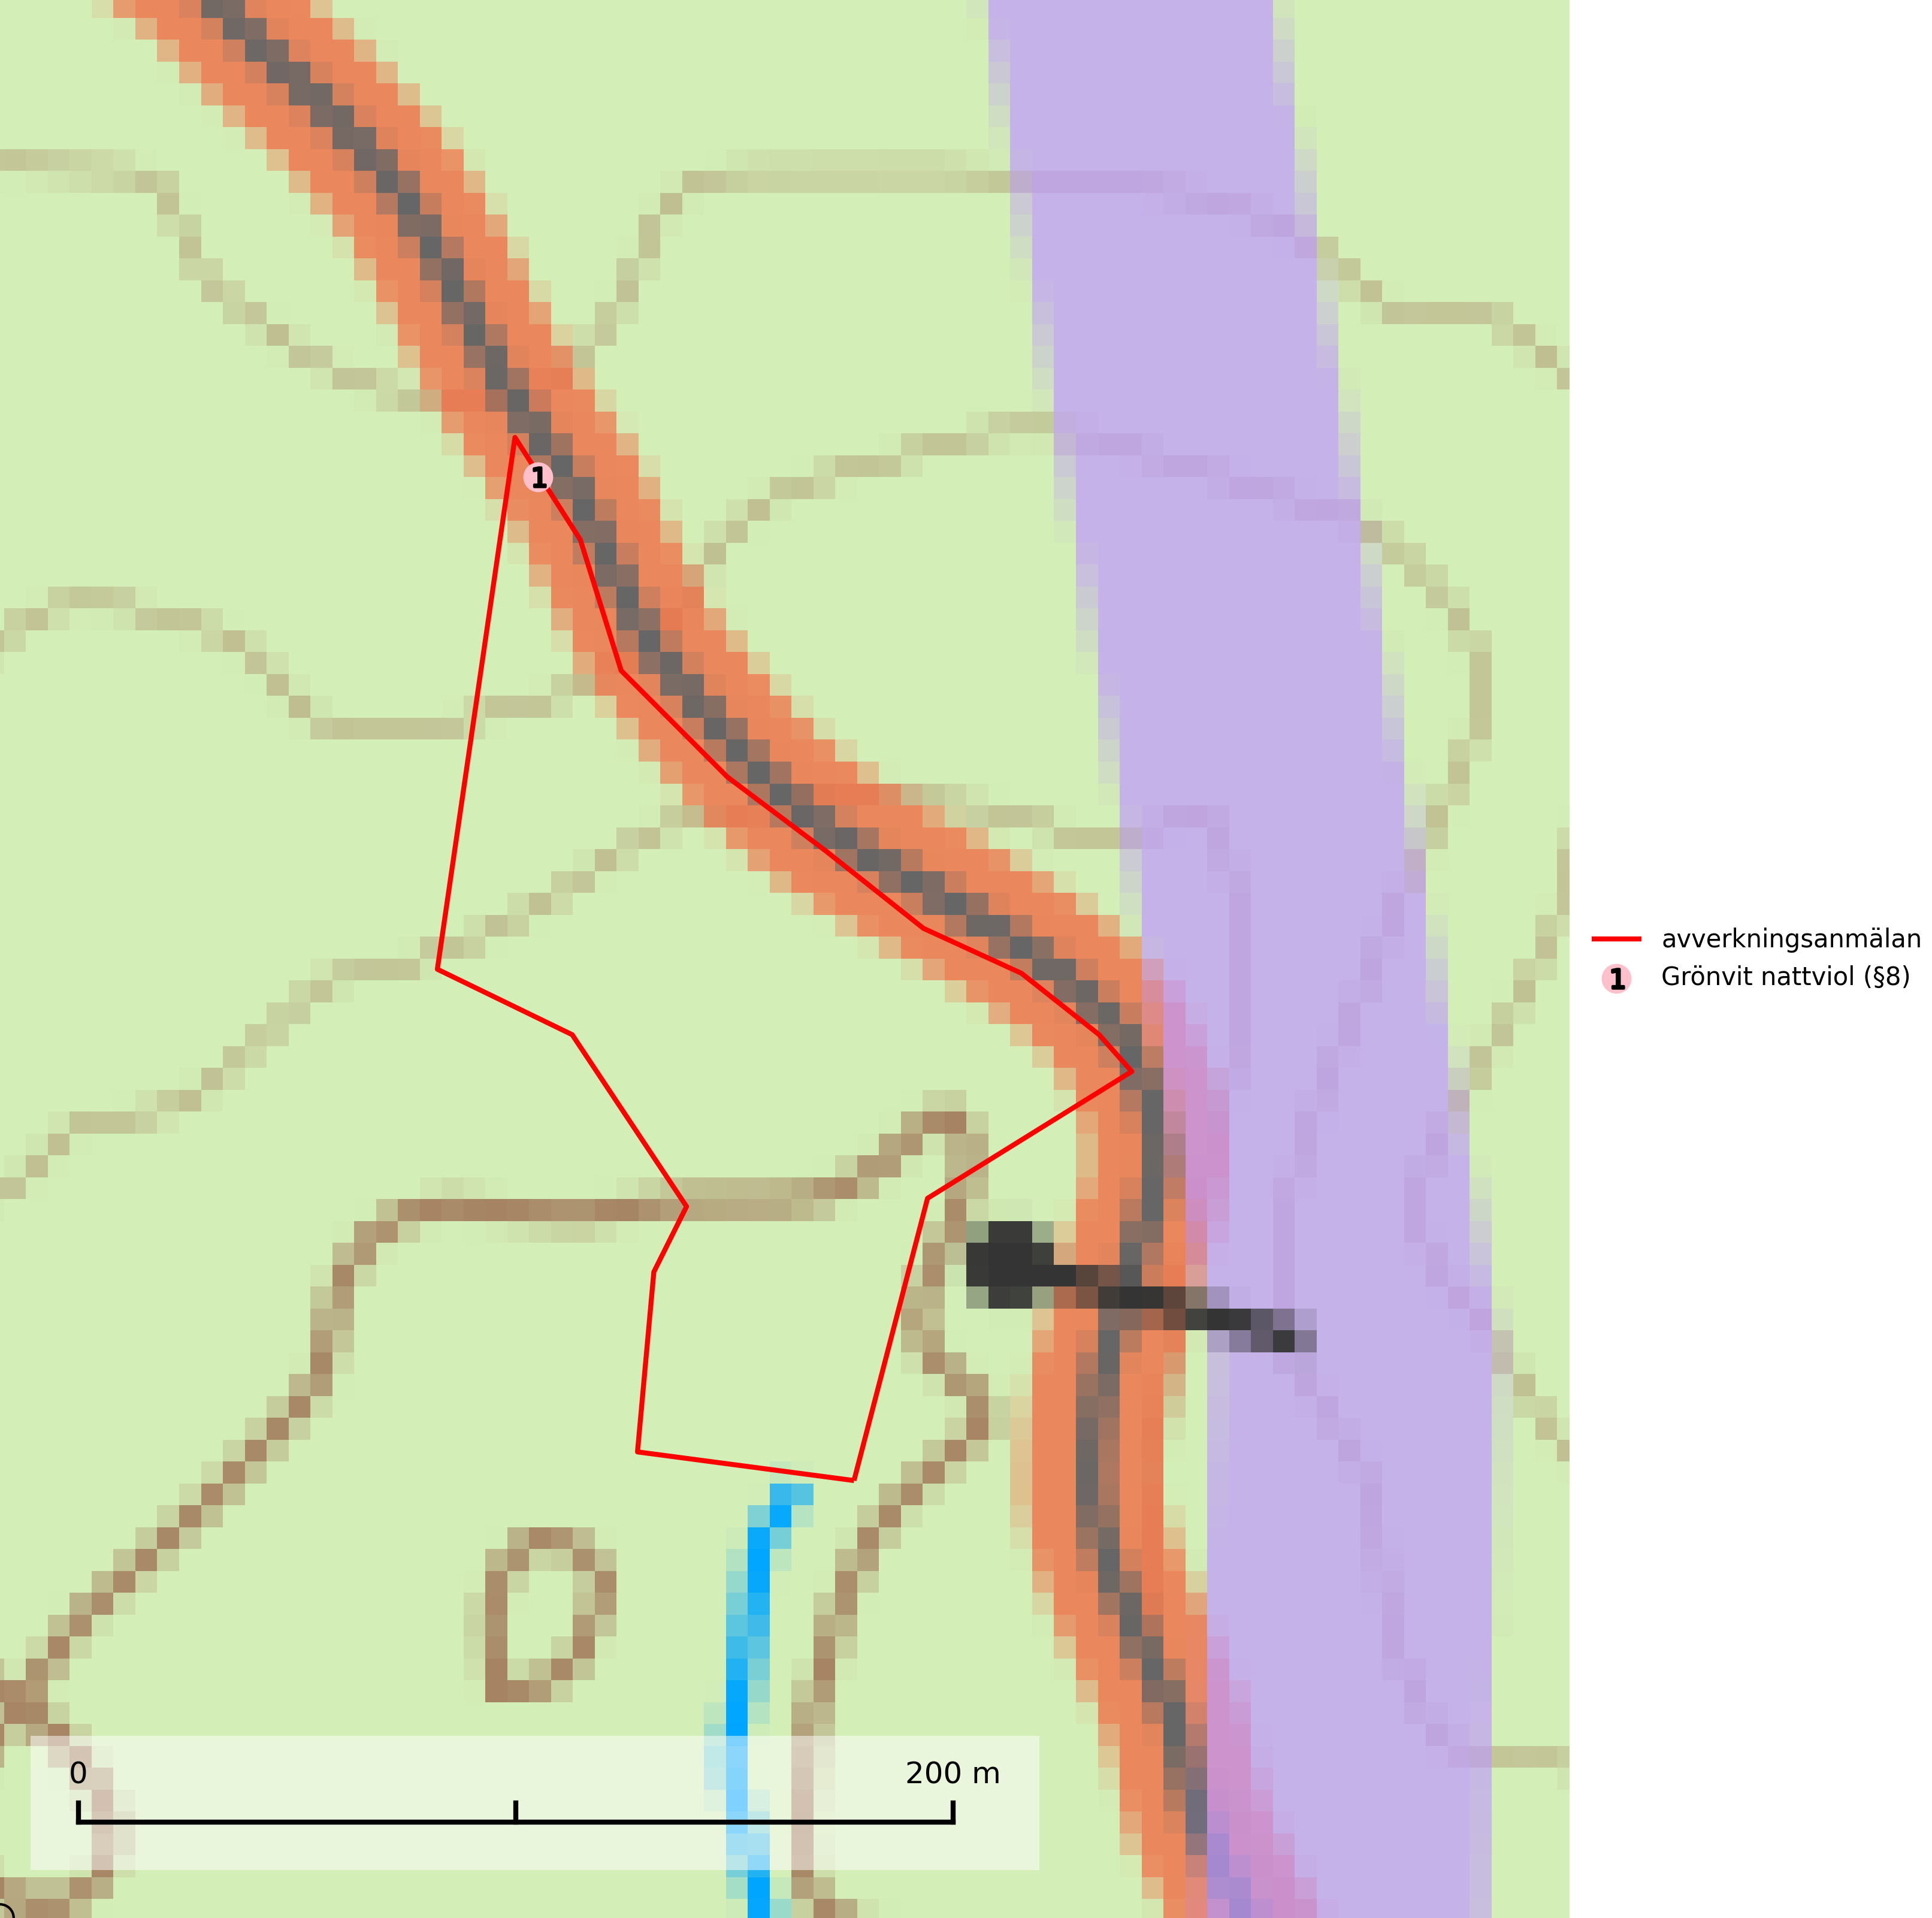 1
avverkningsanmälan
1 Grönvit nattviol (§8)
0 200 m